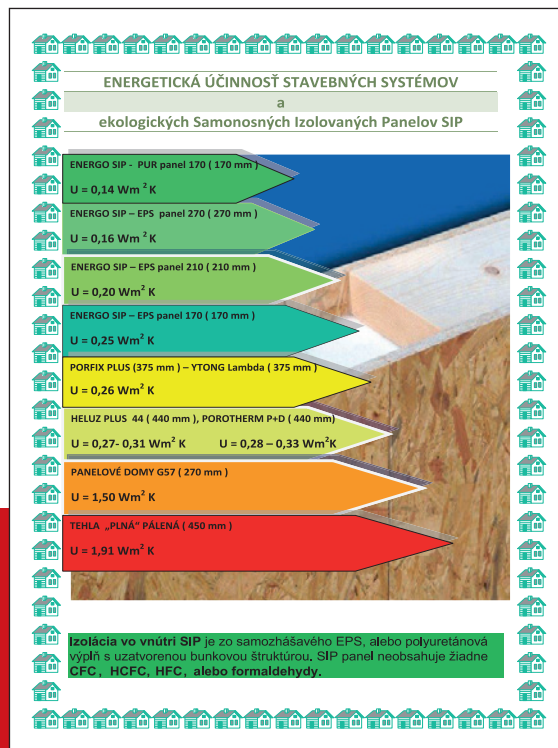 ENERGETICKÁ ÚČINNOSŤ STAVEBNÝCH SYSTÉMOV
a
ekologických Samonosných Izolovaných Panelov SIP
ENERGO SIP - PUR panel 170 ( 170 mm )
U = 0,14 Wm² K
ENERGO SIP – EPS panel 270 ( 270 mm )
U = 0,16 Wm² K
ENERGO SIP – EPS panel 210 ( 210 mm )
U = 0,20 Wm² K
ENERGO SIP – EPS panel 170 ( 170 mm )
U = 0,25 Wm² K
PORFIX PLUS (375 mm ) – YTONG Lambda ( 375 mm )
U = 0,26 Wm² K
HELUZ PLUS 44 ( 440 mm ), POROTHERM P+D ( 440 mm)
U = 0,27- 0,31 Wm² K U = 0,28 – 0,33 Wm²K
PANELOVÉ DOMY G57 ( 270 mm )
U = 1,50 Wm² K
TEHLA „PLNÁ“ PÁLENÁ ( 450 mm )
U = 1,91 Wm² K
Izolácia vo vnútri SIP je zo samozhášavého EPS, alebo polyuretánová
výplň s uzatvorenou bunkovou štruktúrou. SIP panel neobsahuje žiadne
CFC, HCFC, HFC, alebo formaldehydy.